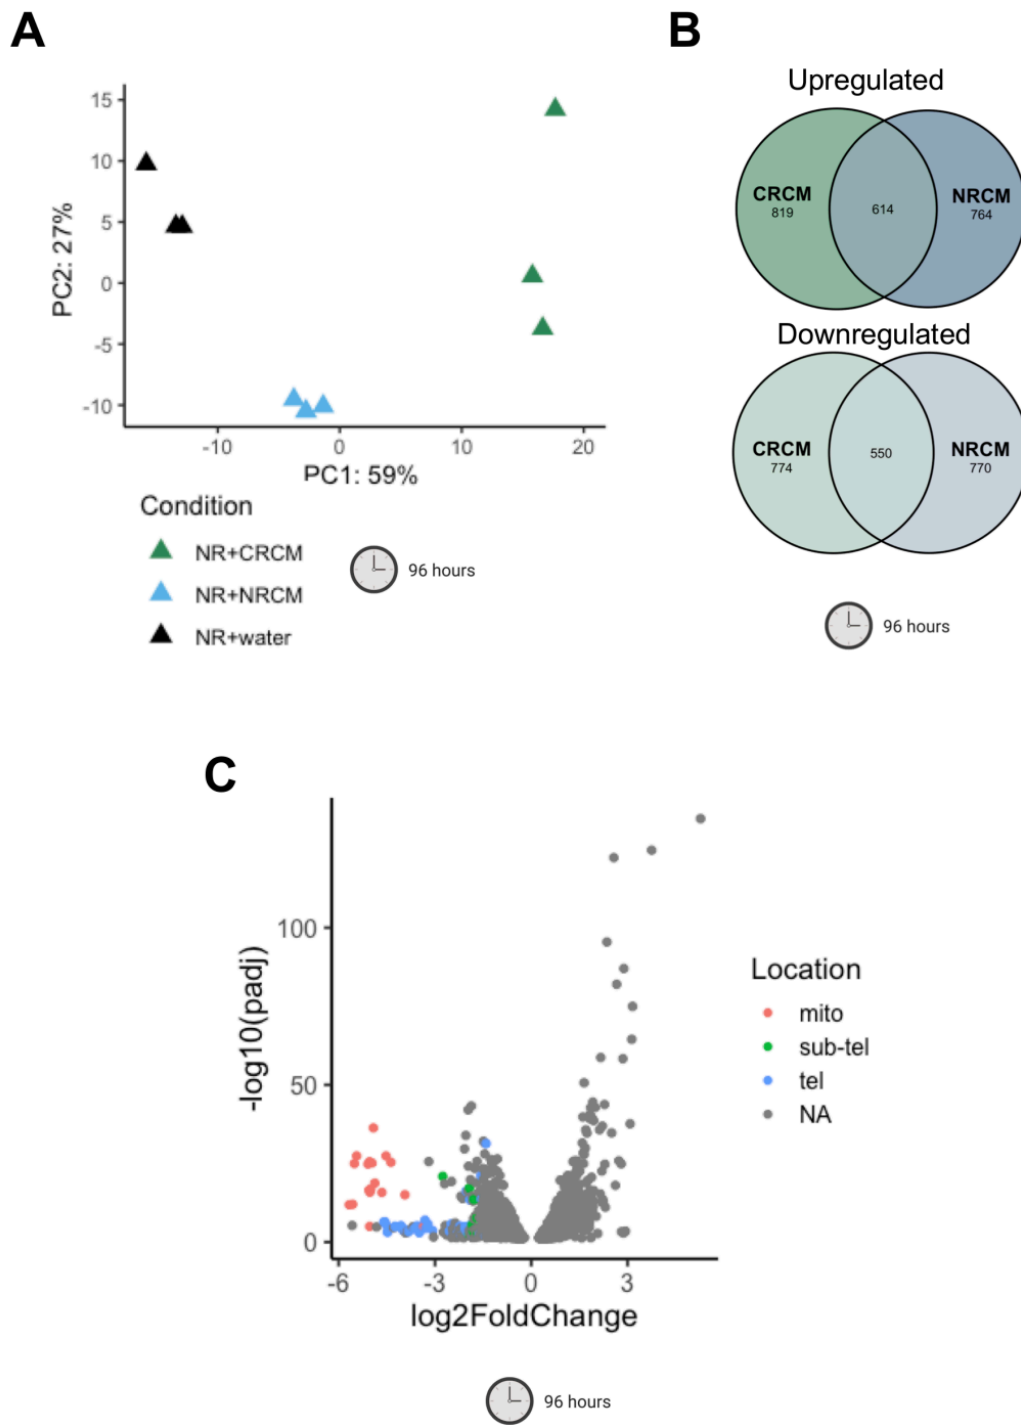 A
15
10
5
0
-5
-10
PC2: 27%
-10
0
10
20
PC1: 59%
Condition
NR+CRCM
NR+NRCM
NR+water
96 hours
B
Upregulated
CRCM
819
614
NRCM
764
Downregulated
CRCM
774
550
NRCM
770
96 hours
C
100
50
0
-log10(padj)
-6
-3
0
3
log2FoldChange
Location
mito
sub-tel
tel
NA
96 hours